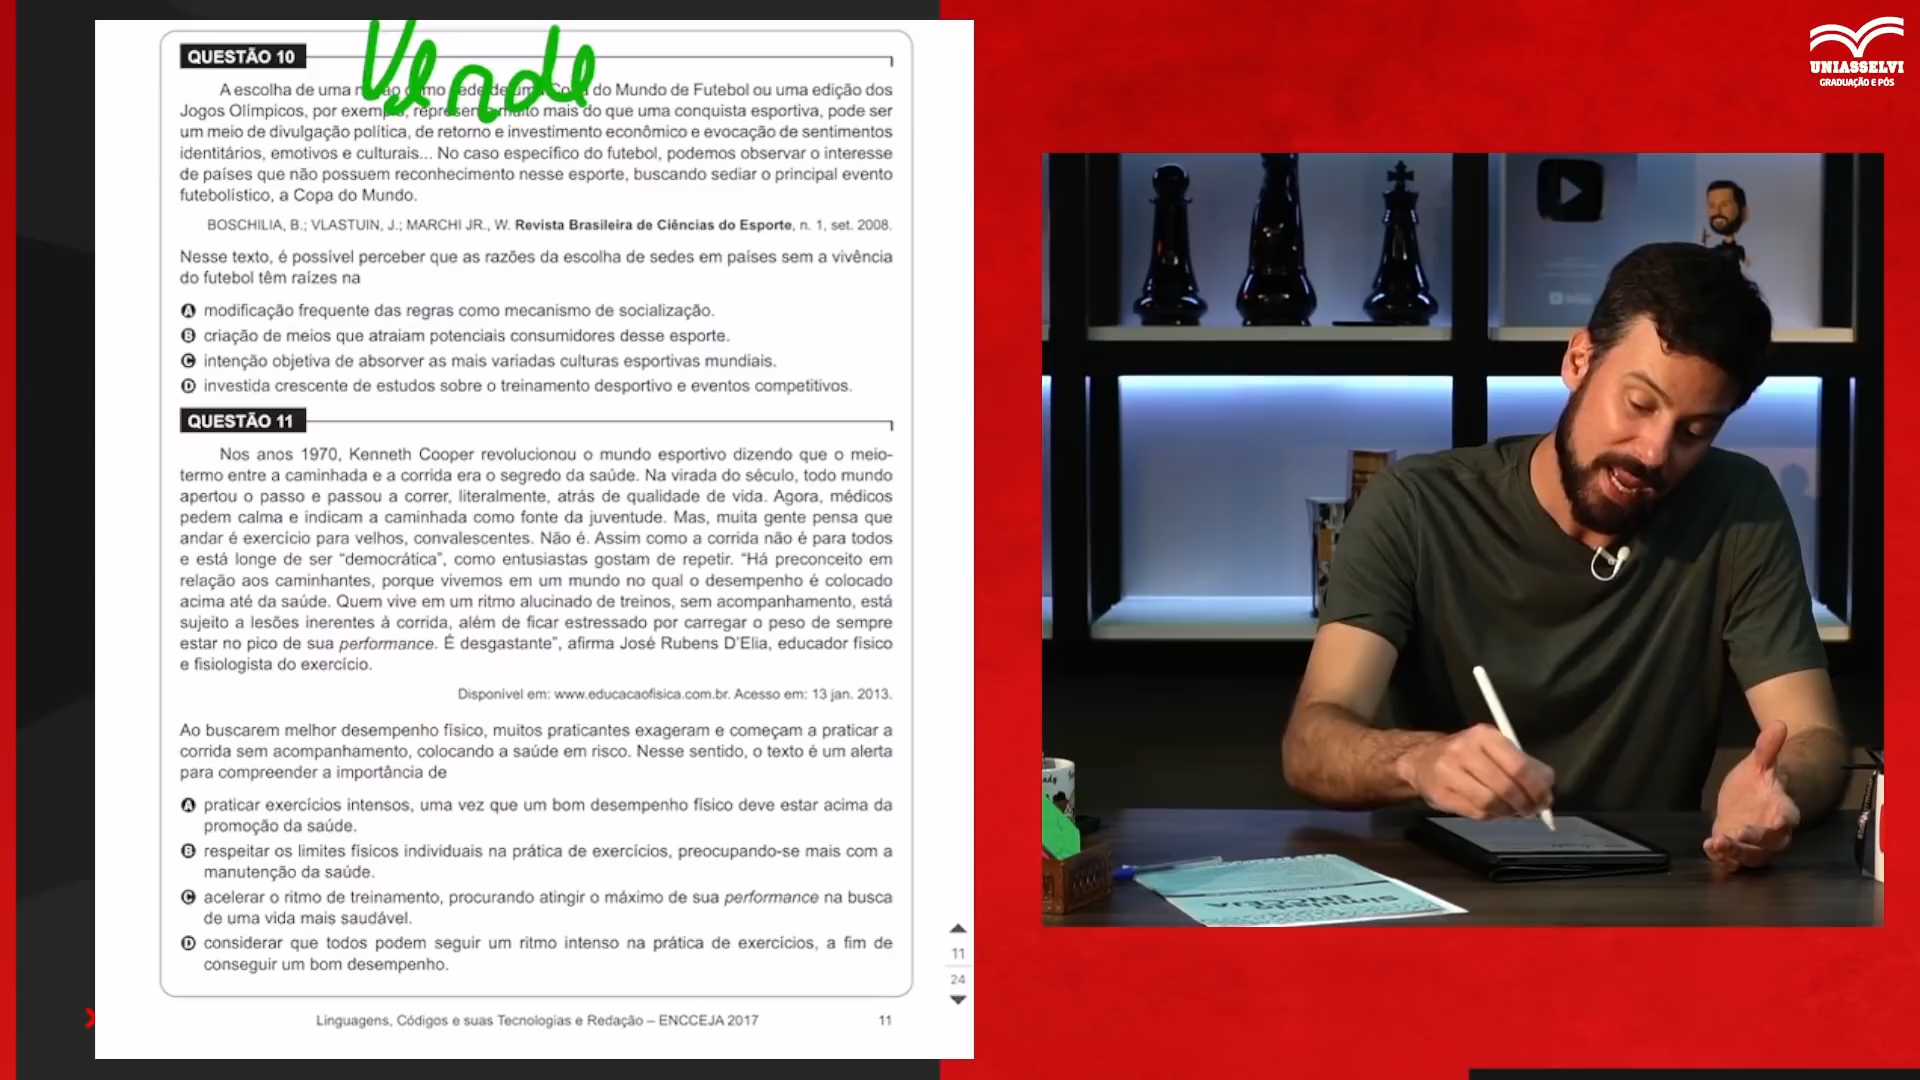 Vende
QUESTÃO 10
A escolha de uma como sede de uma Copa do Mundo de Futebol ou uma edição dos
Jogos Olímpicos, por exemplo, representa muito mais do que uma conquista esportiva, pode ser
um meio de divulgação política, de retorno e investimento econômico e evocação de sentimentos
identitários, emotivos e culturais... No caso específico do futebol, podemos observar o interesse
de países que não possuem reconhecimento nesse esporte, buscando sediar o principal evento
futebolístico, a Copa do Mundo.
BOSCHILIA, B.; VLASTUIN, J.; MARCHI JR., W. Revista Brasileira de Ciências do Esporte, n. 1, set. 2008.
Nesse texto, é possível perceber que as razões da escolha de sedes em países sem a vivência
do futebol têm raízes na
A modificação frequente das regras como mecanismo de socialização.
B criação de meios que atraiam potenciais consumidores desse esporte.
C intenção objetiva de absorver as mais variadas culturas esportivas mundiais.
D investida crescente de estudos sobre o treinamento desportivo e eventos competitivos.
QUESTÃO 11
Nos anos 1970, Kenneth Cooper revolucionou o mundo esportivo dizendo que o meio-
termo entre a caminhada e a corrida era o segredo da saúde. Na virada do século, todo mundo
apertou o passo e passou a correr, literalmente, atrás de qualidade de vida. Agora, médicos
pedem calma e indicam a caminhada como fonte da juventude. Mas, muita gente pensa que
andar é exercício para velhos, convalescentes. Não é. Assim como a corrida não é para todos
e está longe de ser “democrática”, como entusiastas gostam de repetir. “Há preconceito em
relação aos caminhantes, porque vivemos em um mundo no qual o desempenho é colocado
acima até da saúde. Quem vive em um ritmo alucinado de treinos, sem acompanhamento, está
sujeito a lesões inerentes à corrida, além de ficar estressado por carregar o peso de sempre
estar no pico de sua performance. É desgastante”, afirma José Rubens D’Elia, educador físico
e fisiologista do exercício.
Disponível em: www.educacaofisica.com.br. Acesso em: 13 jan. 2013.
Ao buscarem melhor desempenho físico, muitos praticantes exageram e começam a praticar a
corrida sem acompanhamento, colocando a saúde em risco. Nesse sentido, o texto é um alerta
para compreender a importância de
A praticar exercícios intensos, uma vez que um bom desempenho físico deve estar acima da
promoção da saúde.
B respeitar os limites físicos individuais na prática de exercícios, preocupando-se mais com a
manutenção da saúde.
C acelerar o ritmo de treinamento, procurando atingir o máximo de sua performance na busca
de uma vida mais saudável.
D considerar que todos podem seguir um ritmo intenso na prática de exercícios, a fim de
conseguir um bom desempenho.
Linguagens, Códigos e suas Tecnologias e Redação – ENCCEJA 2017
11
11
24
UNIASSELVI
GRADUAÇÃO E PÓS
Simulado
ENCCEJA